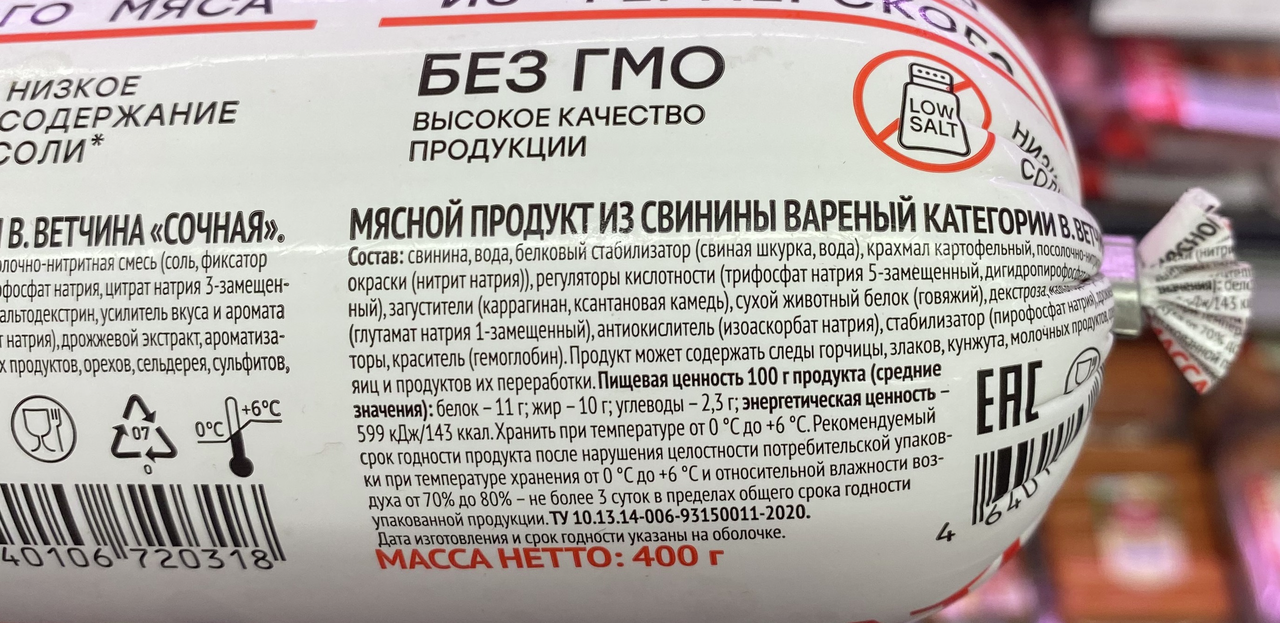 ГО МЯСА
НИЗКОЕ
СОДЕРЖАНИЕ
СОЛИ*
БЕЗ ГМО
ВЫСОКОЕ КАЧЕСТВО
ПРОДУКЦИИ
LOW
SALT
В. ВЕТЧИНА «СОЧНАЯ».
смесь (соль, фиксатор
натрия, цитрат натрия 3-замещен-
усилитель вкуса и аромата
натрия), дрожжевой экстракт, ароматиза-
продуктов, орехов, сельдерея, сульфитов,
+6°C
0°C
07
0
40106 720318
МЯСНОЙ ПРОДУКТ ИЗ СВИНИНЫ ВАРЕНЫЙ КАТЕГОРИИ В. ВЕТЧ
Состав: свинина, вода, белковый стабилизатор (свиная шкурка, вода), крахмал картофельный,
окраски (нитрит натрия)), регуляторы кислотности (трифосфат натрия 5-замещенный,
ный), загустители (каррагинан, ксантановая камедь), сухой животный белок (говяжий), декстроза,
(глутамат натрия 1-замещенный), антиокислитель (изоаскорбат натрия), стабилизатор (пирофосфат натрия),
торы, краситель (гемоглобин). Продукт может содержать следы горчицы, злаков, кунжута, молочных продуктов,
яиц и продуктов их переработки. Пищевая ценность 100 г продукта (средние
значения): белок – 11 г; жир – 10 г; углеводы – 2,3 г; энергетическая ценность –
599 кДж/143 ккал. Хранить при температуре от 0 °C до +6 °C. Рекомендуемый
срок годности продукта после нарушения целостности потребительской упаков-
ки при температуре хранения от 0 °C до +6 °C и относительной влажности воз-
духа от 70% до 80% – не более 3 суток в пределах общего срока годности
упакованной продукции. ТУ 10.13.14-006-93150011-2020.
Дата изготовления и срок годности указаны на оболочке.
МАССА НЕТТО: 400 г
EAC
4 640